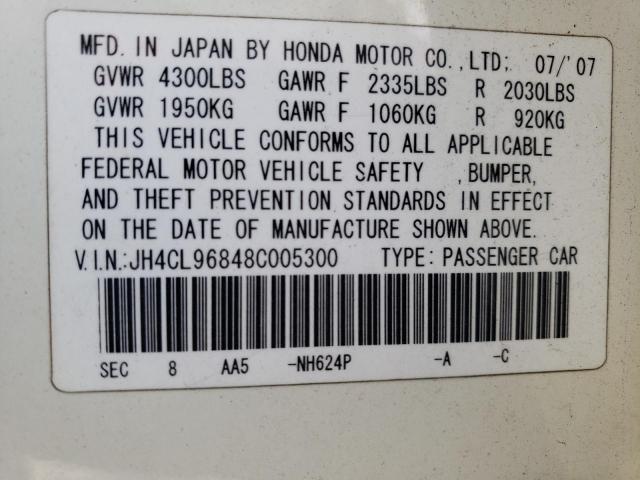 MFD. IN JAPAN BY HONDA MOTOR CO., LTD; 07/'07
GVWR 4300LBS GAWR F 2335LBS R 2030LBS
GVWR 1950KG GAWR F 1060KG R 920KG
THIS VEHICLE CONFORMS TO ALL APPLICABLE
FEDERAL MOTOR VEHICLE SAFETY , BUMPER,
AND THEFT PREVENTION STANDARDS IN EFFECT
ON THE DATE OF MANUFACTURE SHOWN ABOVE.
V.I.N.:JH4CL96848C005300 TYPE: PASSENGER CAR
SEC 8 AA5 -NH624P -A -C